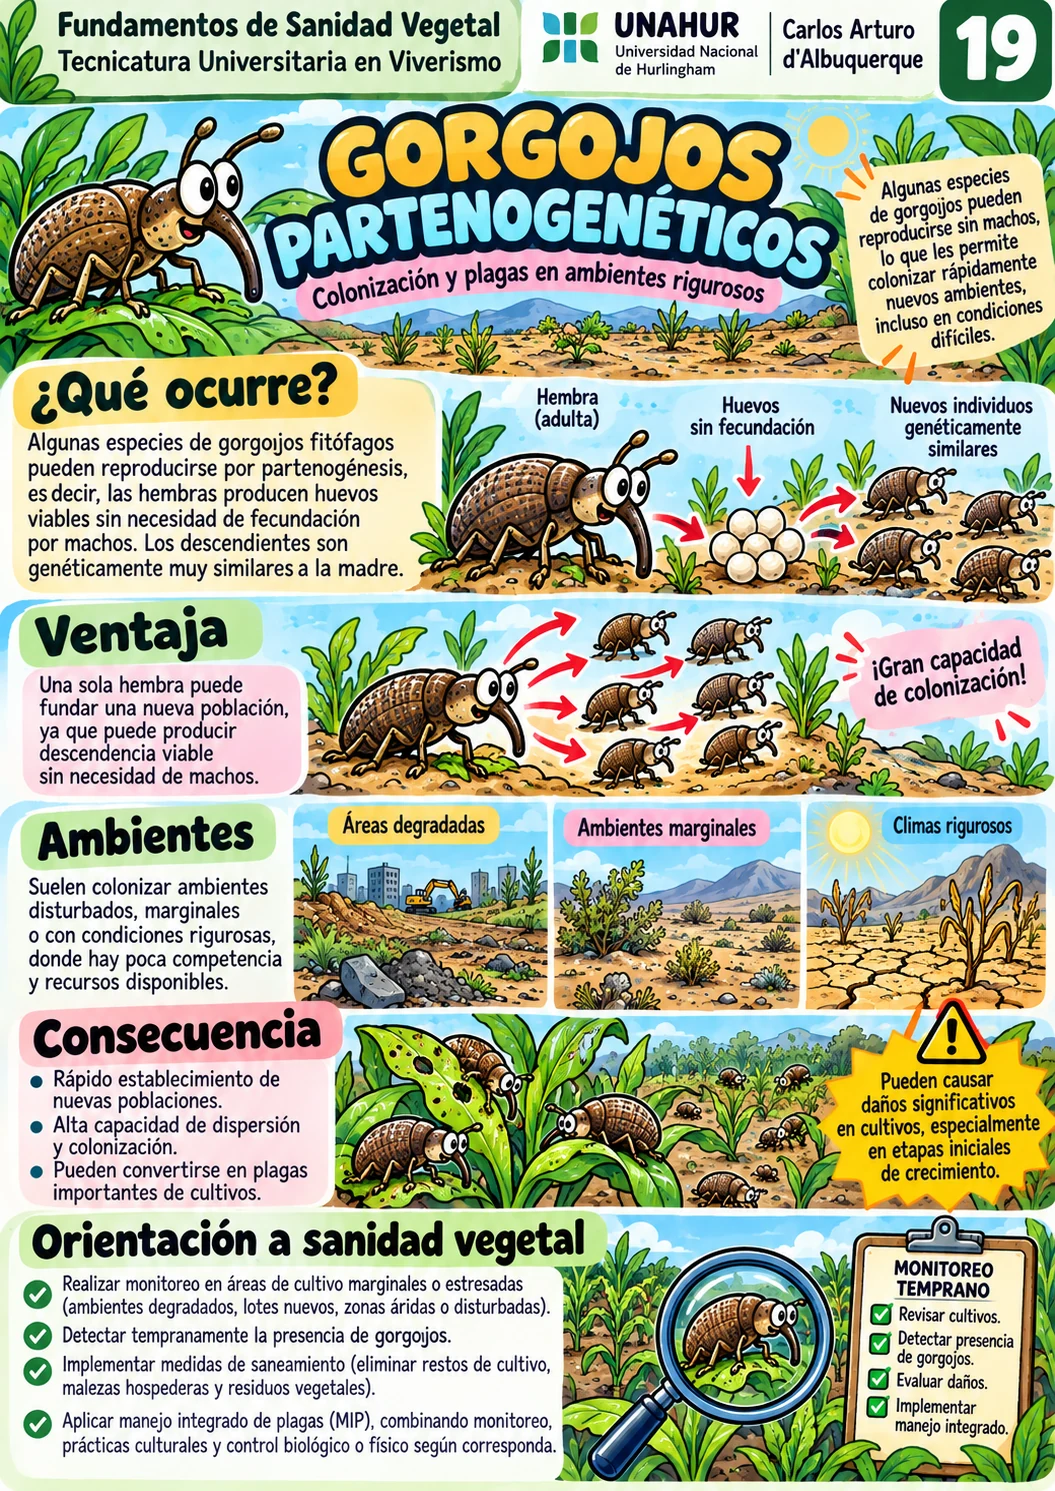 Fundamentos de Sanidad Vegetal
Tecnicatura Universitaria en Viverismo
UNAHUR
Universidad Nacional
de Hurlingham
Carlos Arturo
d'Albuquerque
19
GORGOJOS
PARTENOGENÉTICOS
Colonización y plagas en ambientes rigurosos
Algunas especies
de gorgojos pueden
reproducirse sin machos,
lo que les permite
colonizar rápidamente
nuevos ambientes,
incluso en condiciones
difíciles.
¿Qué ocurre?
Algunas especies de gorgojos fitófagos
pueden reproducirse por partenogénesis,
es decir, las hembras producen huevos
viables sin necesidad de fecundación
por machos. Los descendientes son
genéticamente muy similares a la madre.
Hembra
(adulta)
Huevos
sin fecundación
Nuevos individuos
genéticamente
similares
Ventaja
Una sola hembra puede
fundar una nueva población,
ya que puede producir
descendencia viable
sin necesidad de machos.
¡Gran capacidad
de colonización!
Ambientes
Suelen colonizar ambientes
disturbados, marginales
o con condiciones rigurosas,
donde hay poca competencia
y recursos disponibles.
Áreas degradadas
Ambientes marginales
Climas rigurosos
Consecuencia
• Rápido establecimiento de
nuevas poblaciones.
• Alta capacidad de dispersión
y colonización.
• Pueden convertirse en plagas
importantes de cultivos.
Pueden causar
daños significativos
en cultivos, especialmente
en etapas iniciales
de crecimiento.
Orientación a sanidad vegetal
Realizar monitoreo en áreas de cultivo marginales o estresadas
(ambientes degradados, lotes nuevos, zonas áridas o disturbadas).
Detectar tempranamente la presencia de gorgojos.
Implementar medidas de saneamiento (eliminar restos de cultivo,
malezas hospederas y residuos vegetales).
Aplicar manejo integrado de plagas (MIP), combinando monitoreo,
prácticas culturales y control biológico o físico según corresponda.
MONITOREO
TEMPRANO
Revisar cultivos.
Detectar presencia
de gorgojos.
Evaluar daños.
Implementar
manejo integrado.